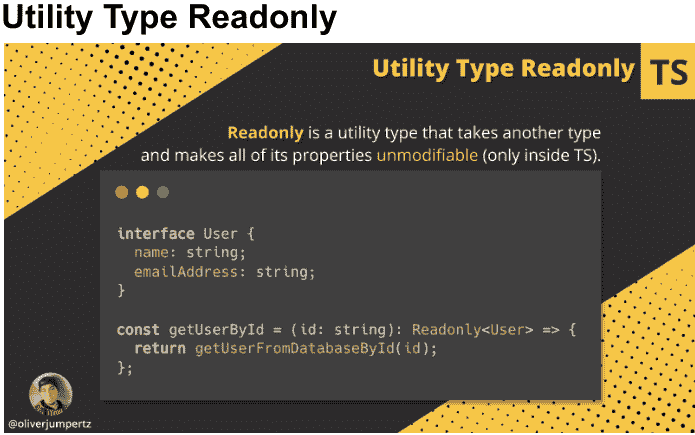 Utility Type Readonly
Utility Type Readonly
TS
Readonly is a utility type that takes another type
and makes all of its properties unmodifiable (only inside TS).
interface User {
  name: string;
  emailAddress: string;
}

const getUserById = (id: string): Readonly<User> => {
  return getUserFromDatabaseById(id);
};
@oliverjumpertz